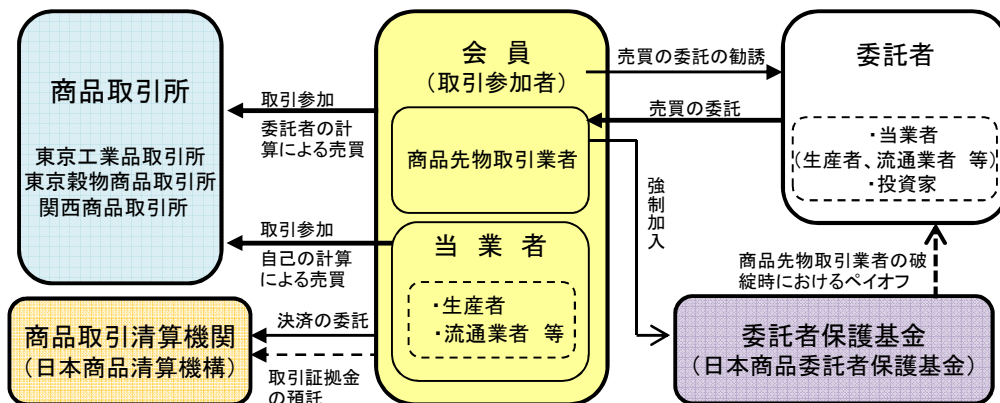 商品取引所
東京工業品取引所
東京穀物商品取引所
関西商品取引所
商品取引清算機関
(日本商品清算機構)
取引参加
委託者の計
算による売買
取引参加
自己の計算
による売買
決済の委託
取引証拠金
の預託
会 員
(取引参加者)
商品先物取引業者
当 業 者
・生産者
・流通業者 等
売買の委託の勧誘
売買の委託
強制加入
委託者
・当業者
(生産者、流通業者 等)
・投資家
商品先物取引業者の破
綻時におけるペイオフ
委託者保護基金
(日本商品委託者保護基金)